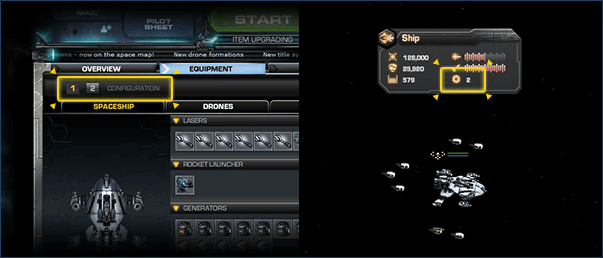 MAIL
PILOT
SHEET
START
ITEM UPGRADING
- now on the space map!
New drone formations
New title
OVERVIEW
EQUIPMENT
1
2
CONFIGURATION
SPACESHIP
DRONES
LASERS
ROCKET LAUNCHER
GENERATORS
Ship
128,000
25,920
579
2